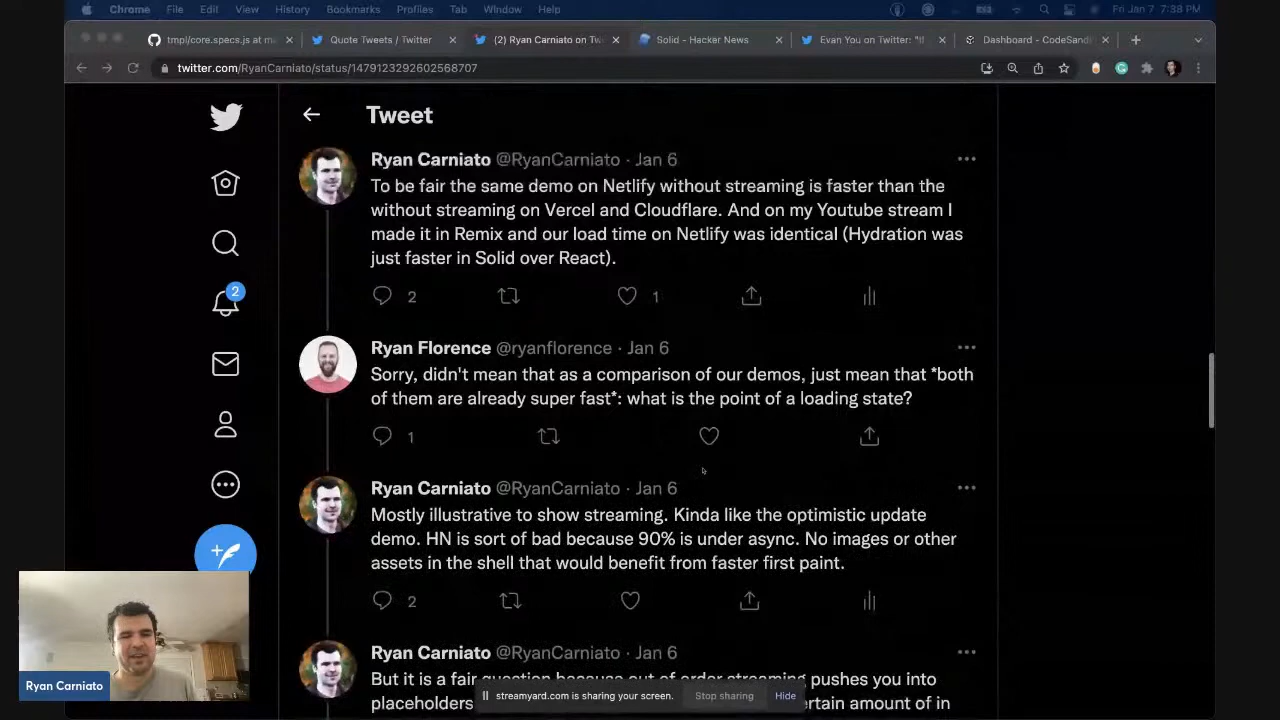 Chrome File Edit View History Bookmarks Profiles Tab Window Help Fri Jan 7 7:38 PM
tmpl/core.specs.js at m
Quote Tweets / Twitter
(2) Ryan Carniato on Tw
Solid - Hacker News
Evan You on Twitter: "If
Dashboard - CodeSandl
twitter.com/RyanCarniato/status/1479123292602568707
Tweet
Ryan Carniato @RyanCarniato · Jan 6
To be fair the same demo on Netlify without streaming is faster than the
without streaming on Vercel and Cloudflare. And on my Youtube stream I
made it in Remix and our load time on Netlify was identical (Hydration was
just faster in Solid over React).
2 1
2
Ryan Florence @ryanflorence · Jan 6
Sorry, didn't mean that as a comparison of our demos, just mean that *both
of them are already super fast*: what is the point of a loading state?
1
Ryan Carniato @RyanCarniato · Jan 6
Mostly illustrative to show streaming. Kinda like the optimistic update
demo. HN is sort of bad because 90% is under async. No images or other
assets in the shell that would benefit from faster first paint.
2
Ryan Carniato @RyanCarniato · Jan 6
But it is a fair question because out of order streaming pushes you into
placeholders
rtain amount of in
streamyard.com is sharing your screen. Stop sharing Hide
Ryan Carniato